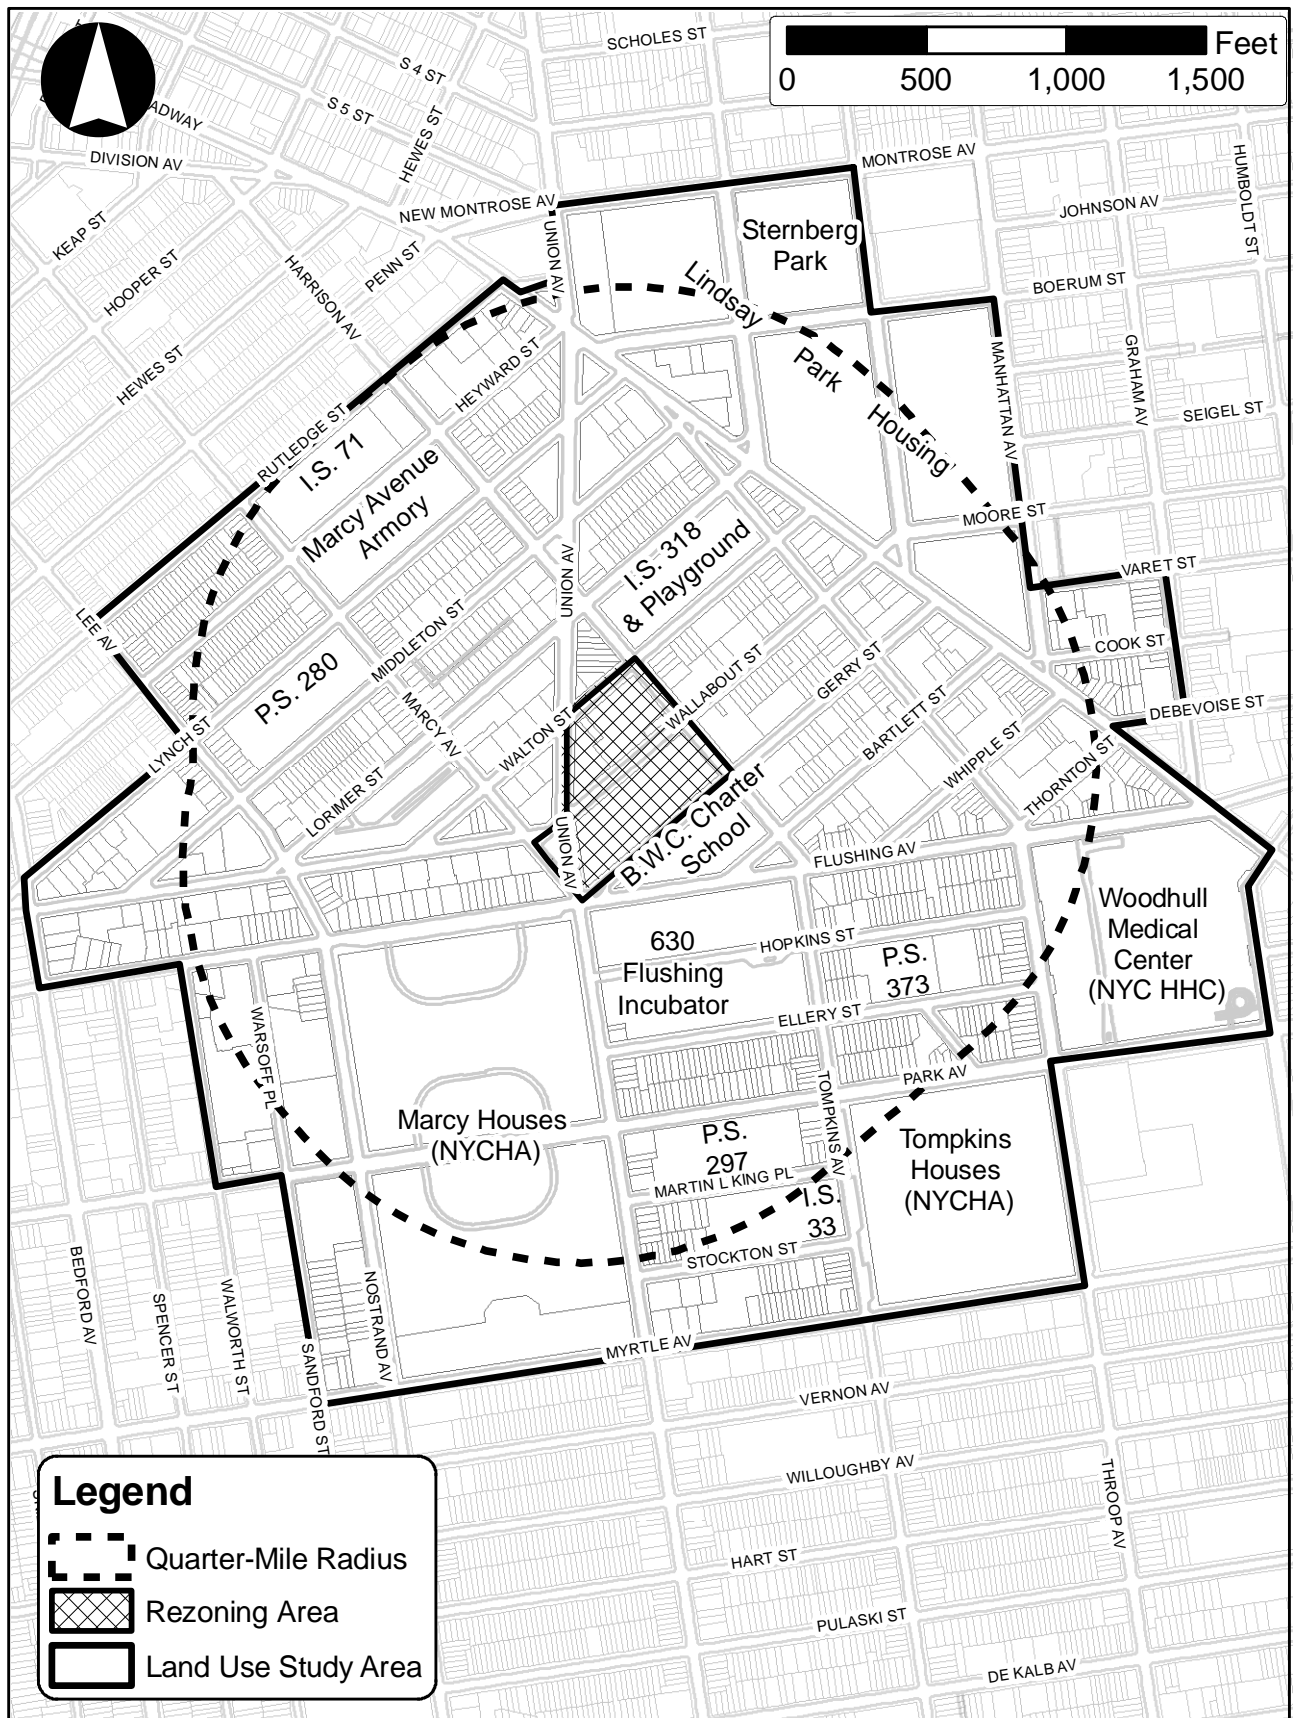 SCHOLES ST
Feet
0
500
1,000
1,500
S 4 ST
S 5 ST
ADWAY
HEWES ST
DIVISION AV
MONTROSE AV
HUMBOLDT ST
NEW MONTROSE AV
JOHNSON AV
KEAP ST
HOOPER ST
HARRISON AV
PENN ST
UNION AV
Sternberg
Park
BOERUM ST
Lindsay
Park
Housing
HEWES ST
HEYWARD ST
MANHATTAN AV
GRAHAM AV
SEIGEL ST
RUTLEDGE ST
I.S. 71
Marcy Avenue
Armory
MOORE ST
UNION AV
I.S. 318
& Playground
VARET ST
LEE AV
MIDDLETON ST
COOK ST
P.S. 280
WALLABOUT ST
GERRY ST
LYNCH ST
MARCY AV
WALTON ST
BARTLETT ST
DEBEVOISE ST
WHIPPLE ST
THORNTON ST
LORIMER ST
UNION AV
B.W.C. Charter
School
FLUSHING AV
Woodhull
Medical
Center
(NYC HHC)
630
Flushing
Incubator
HOPKINS ST
P.S.
373
ELLERY ST
WARSOFF PL
PARK AV
TOMPKINS AV
Marcy Houses
(NYCHA)
P.S.
297
Tompkins
Houses
(NYCHA)
MARTIN L KING PL
I.S.
33
STOCKTON ST
BEDFORD AV
SPENCER ST
WALWORTH ST
SANDFORD ST
NOSTRAND AV
MYRTLE AV
VERNON AV
WILLOUGHBY AV
THROOP AV
HART ST
PULASKI ST
DE KALB AV
Legend
Quarter-Mile Radius
Rezoning Area
Land Use Study Area